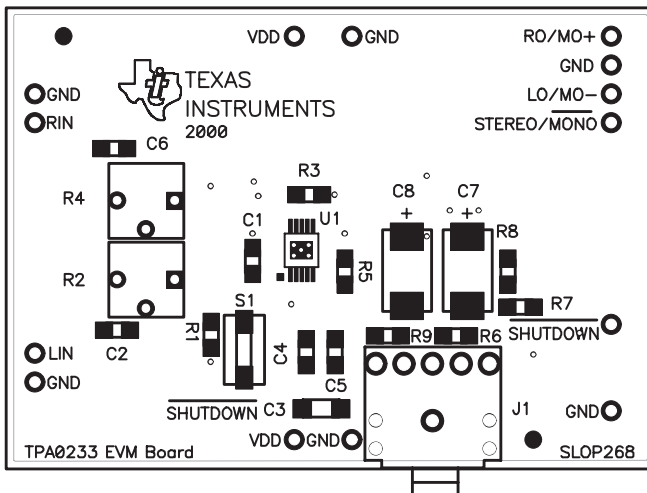 VDD
GND
RO/MO+
GND
LO/MO-
STEREO/MONO
GND
RIN
TEXAS
INSTRUMENTS
2000
C6
R4
R3
C8
C7
+
+
U1
C1
R8
R2
R5
S1
R7
SHUTDOWN
C2
R1
C4
R9
R6
LIN
GND
C5
SHUTDOWN
C3
J1
GND
VDD
GND
TPA0233 EVM Board
SLOP268